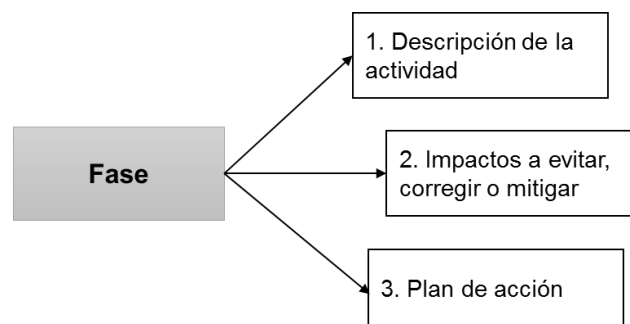 1. Descripción de la
actividad
Fase
2. Impactos a evitar,
corregir o mitigar
3. Plan de acción